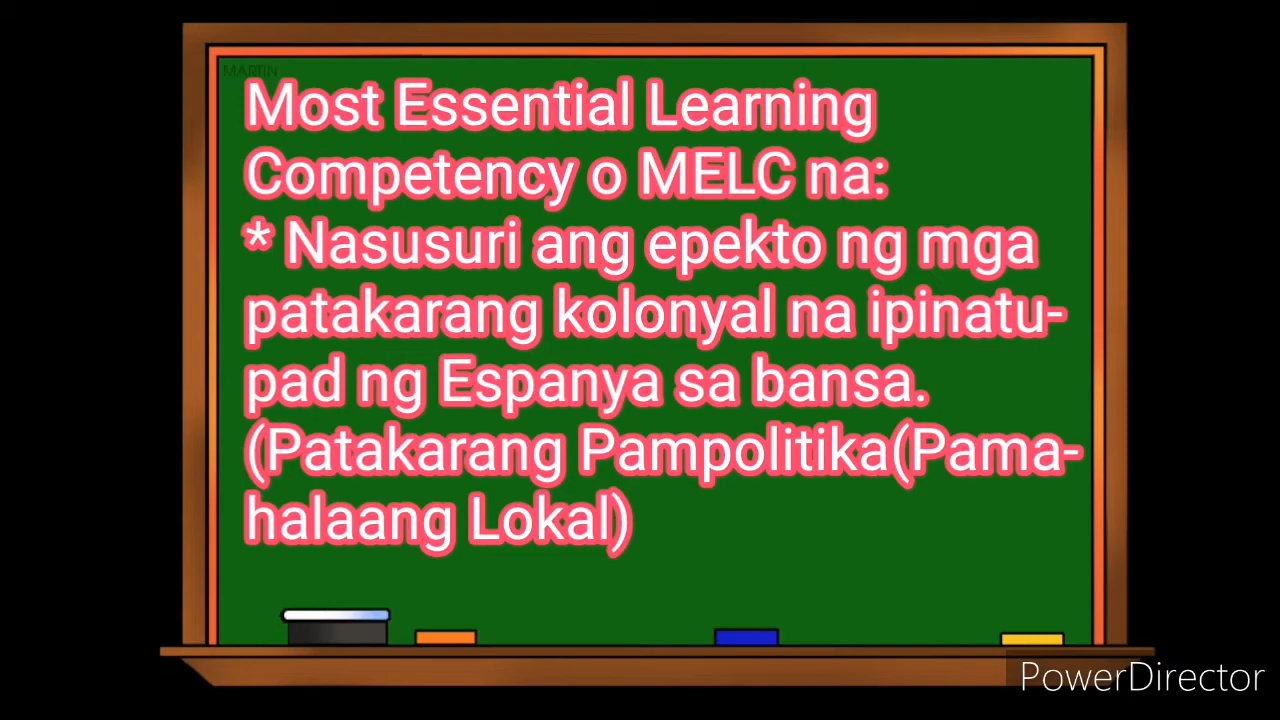 MARTIN
Most Essential Learning
Competency o MELC na:
* Nasusuri ang epekto ng mga
patakarang kolonyal na ipinatu-
pad ng Espanya sa bansa.
(Patakarang Pampolitika(Pama-
halaang Lokal)
PowerDirector